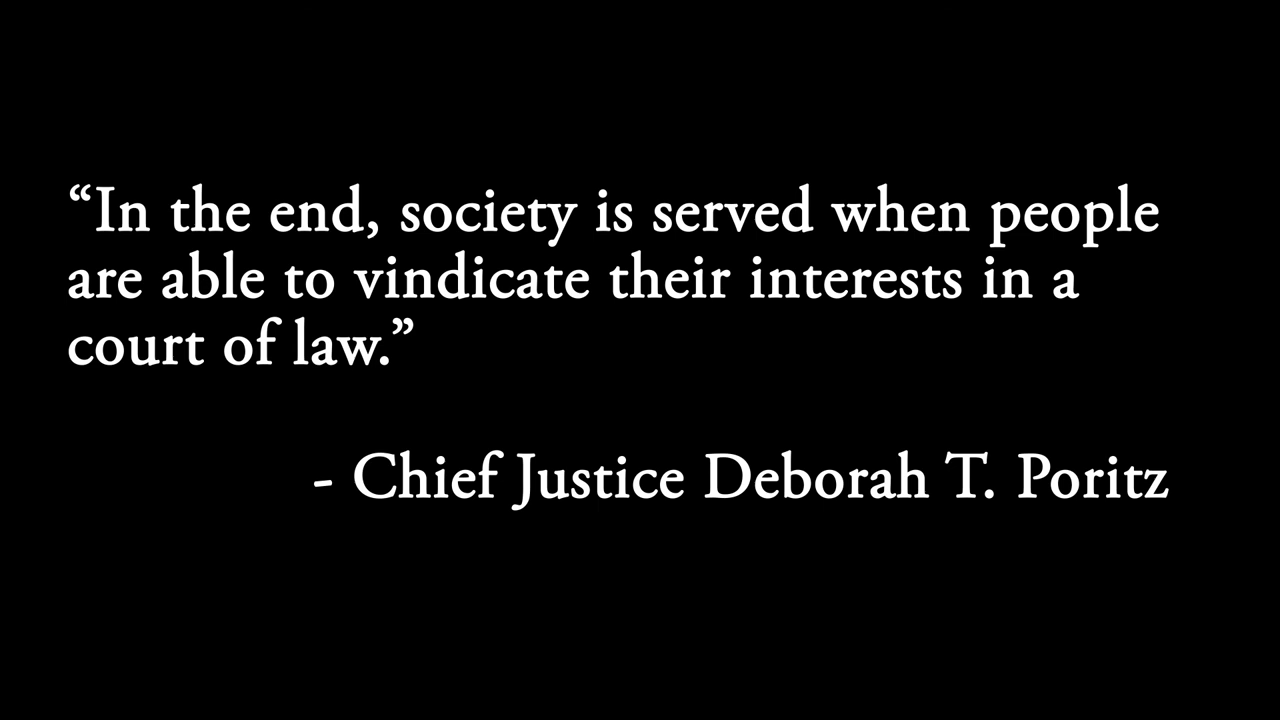 “In the end, society is served when people
are able to vindicate their interests in a
court of law.”
- Chief Justice Deborah T. Poritz